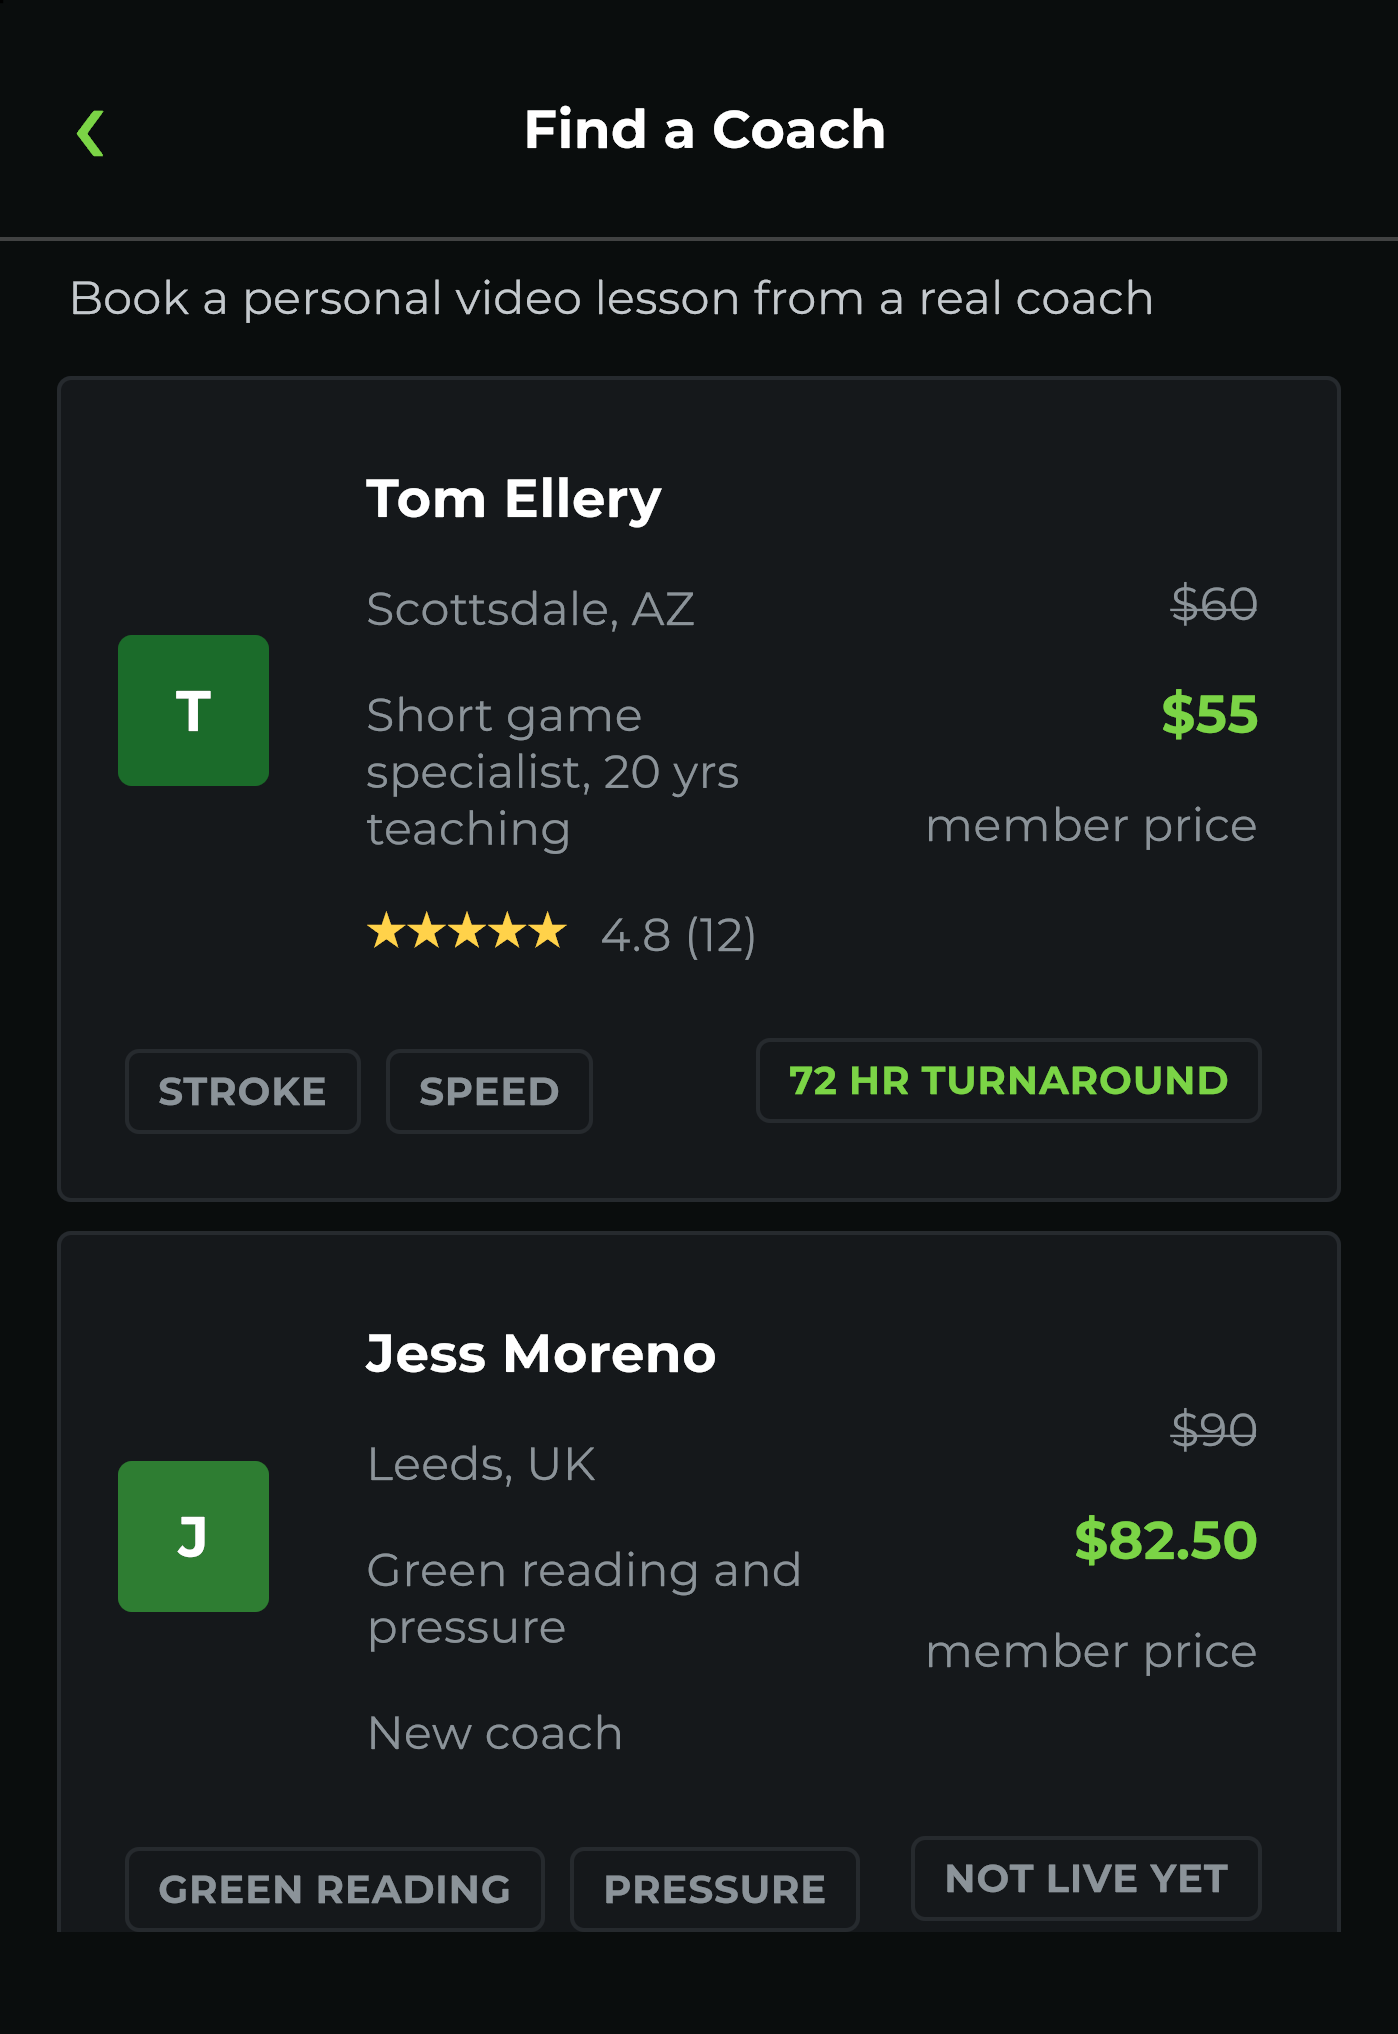 Find a Coach
Book a personal video lesson from a real coach
Tom Ellery
Scottsdale, AZ
$60
T
Short game
specialist, 20 yrs
teaching
$55
member price
★★★★★ 4.8 (12)
STROKE
SPEED
72 HR TURNAROUND
Jess Moreno
Leeds, UK
$90
J
Green reading and
pressure
$82.50
member price
New coach
GREEN READING
PRESSURE
NOT LIVE YET